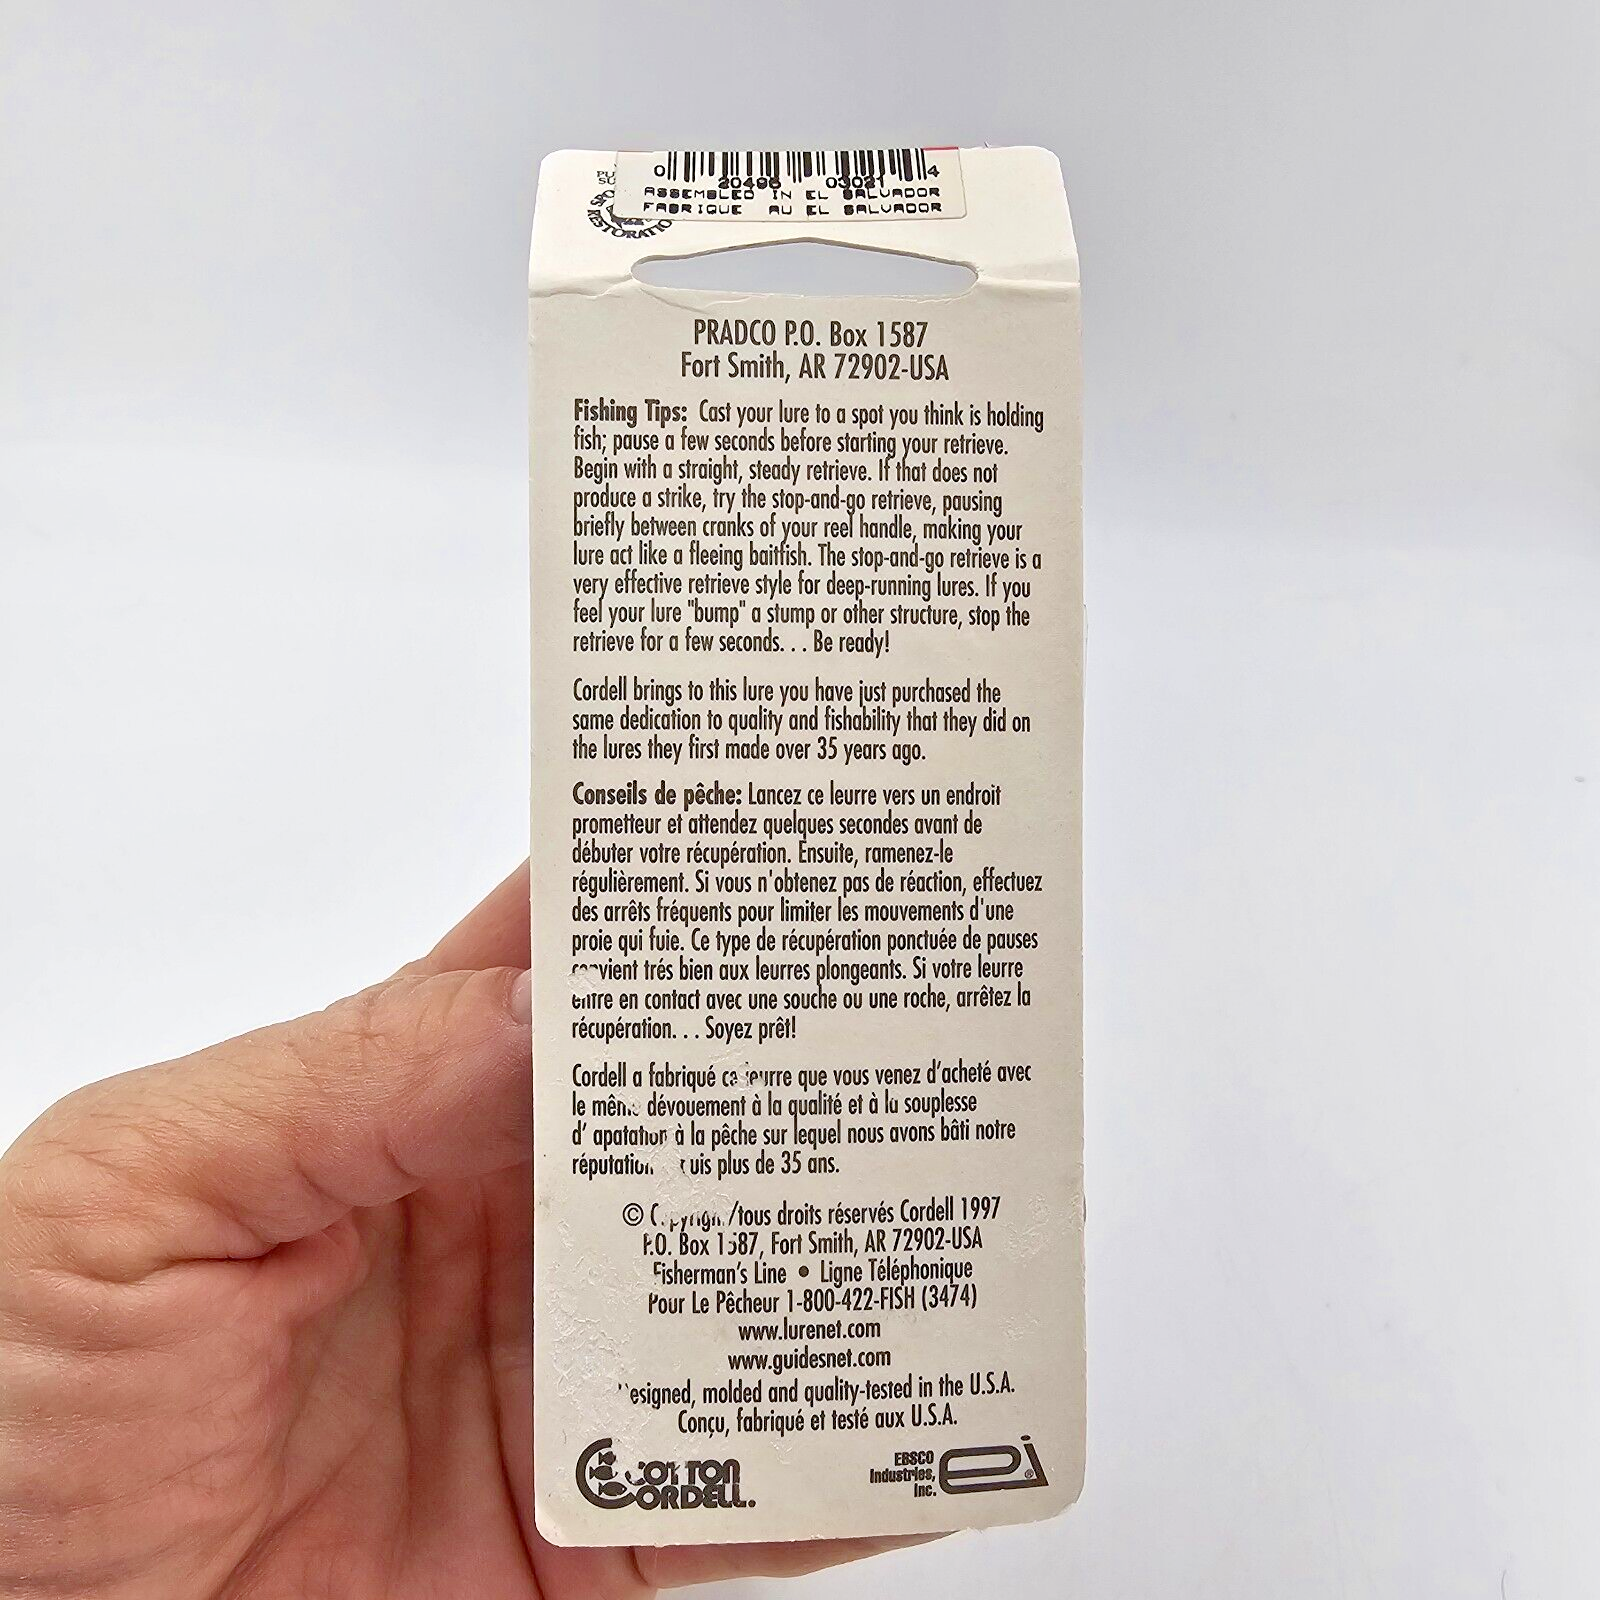 0 20496 03021 4
ASSEMBLED IN EL SALVADOR
FABRIQUE AU EL SALVADOR
PRADCO P.O. Box 1587
Fort Smith, AR 72902-USA
Fishing Tips: Cast your lure to a spot you think is holding
fish; pause a few seconds before starting your retrieve.
Begin with a straight, steady retrieve. If that does not
produce a strike, try the stop-and-go retrieve, pausing
briefly between cranks of your reel handle, making your
lure act like a fleeing baitfish. The stop-and-go retrieve is a
very effective retrieve style for deep-running lures. If you
feel your lure "bump" a stump or other structure, stop the
retrieve for a few seconds. . . Be ready!
Cordell brings to this lure you have just purchased the
same dedication to quality and fishability that they did on
the lures they first made over 35 years ago.
Conseils de pêche: Lancez ce leurre vers un endroit
prometteur et attendez quelques secondes avant de
débuter votre récupération. Ensuite, ramenez-le
régulièrement. Si vous n'obtenez pas de réaction, effectuez
des arrêts fréquents pour limiter les mouvements d'une
proie qui fuie. Ce type de récupération ponctuée de pauses
convient trés bien aux leurres plongeants. Si votre leurre
entre en contact avec une souche ou une roche, arrêtez la
récupération. . . Soyez prêt!
Cordell a fabriqué ce leurre que vous venez d'acheté avec
le même dévouement à la qualité et à la souplesse
d' apatation à la pêche sur lequel nous avons bâti notre
réputation plus de 35 ans.
© Copyright/tous droits réservés Cordell 1997
P.O. Box 1587, Fort Smith, AR 72902-USA
Fisherman's Line • Ligne Téléphonique
Pour Le Pêcheur 1-800-422-FISH (3474)
www.lurenet.com
www.guidesnet.com
Designed, molded and quality-tested in the U.S.A.
Conçu, fabriqué et testé aux U.S.A.
COTTON
CORDELL.
EBSCO
Industries,
Inc.
ei®